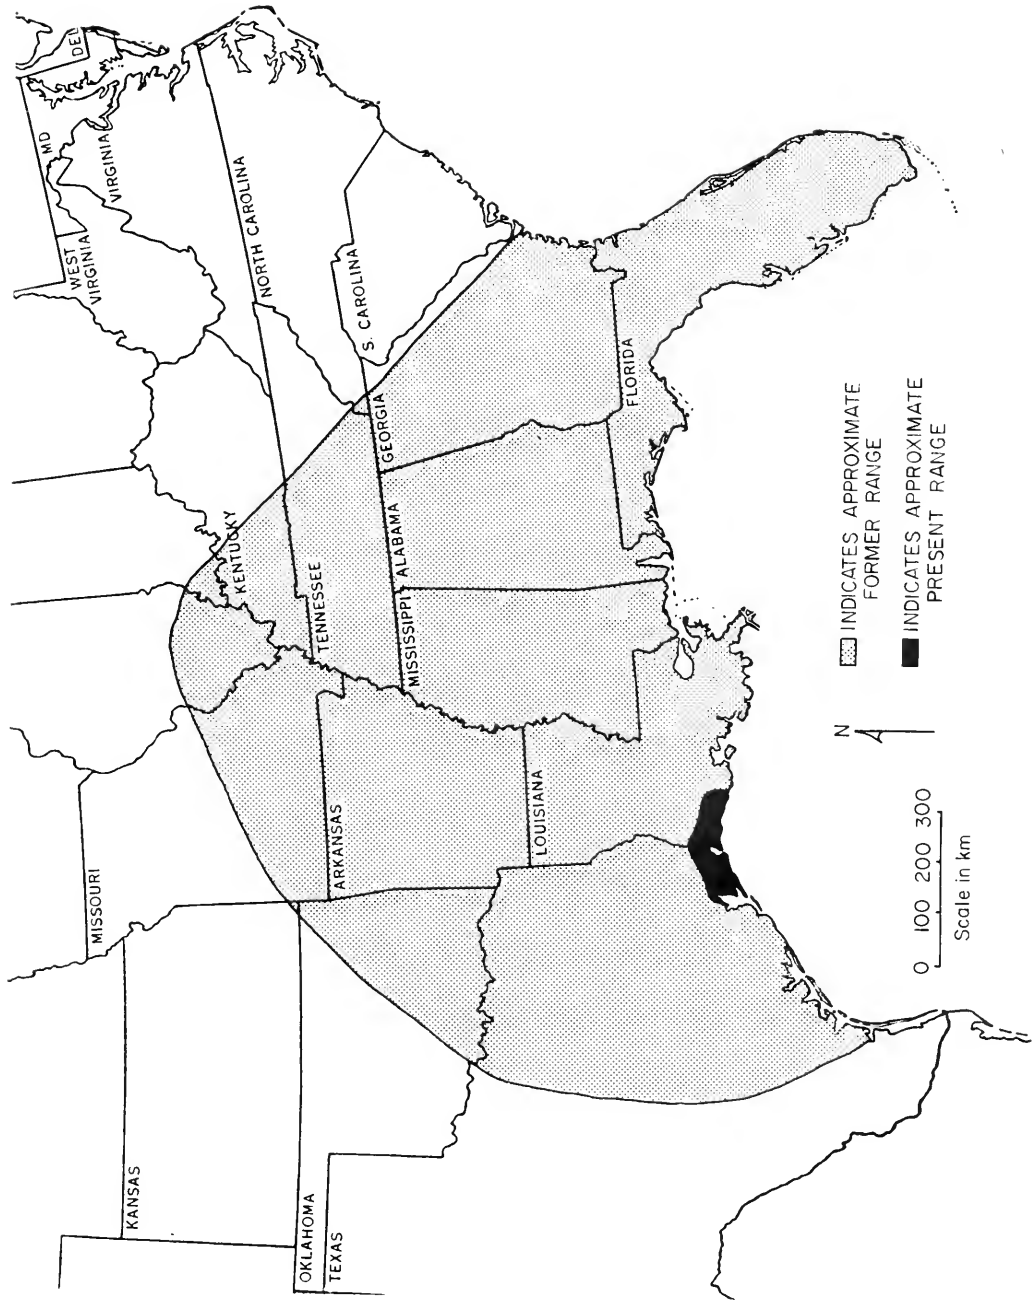 MD
DEL
WEST
VIRGINIA
VIRGINIA
MISSOURI
KANSAS
KENTUCKY
NORTH CAROLINA
OKLAHOMA
TENNESSEE
TEXAS
ARKANSAS
S. CAROLINA
MISSISSIPPI
ALABAMA
GEORGIA
LOUISIANA
FLORIDA
N
INDICATES APPROXIMATE
FORMER RANGE
INDICATES APPROXIMATE
PRESENT RANGE
0 100 200 300
Scale in km